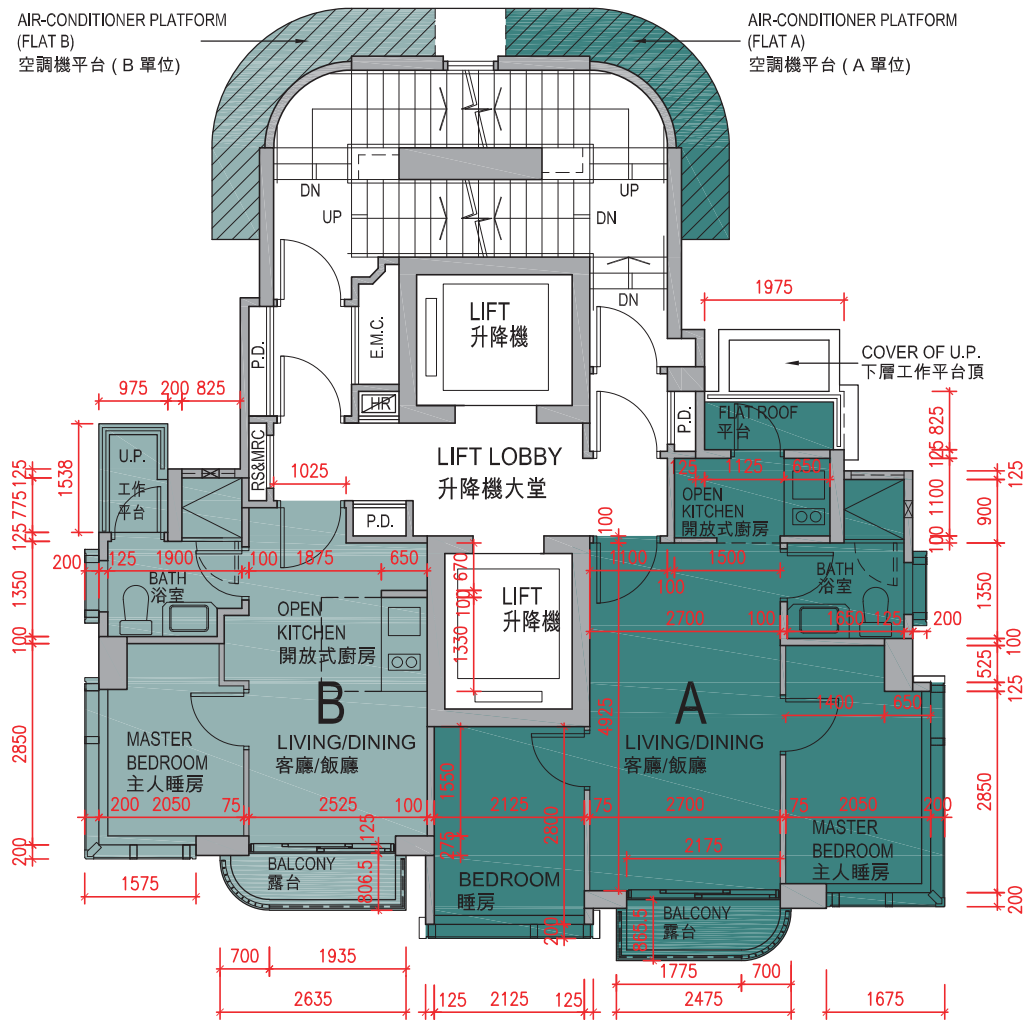 AIR-CONDITIONER PLATFORM
(FLAT B)
空調機平台 ( B 單位)
AIR-CONDITIONER PLATFORM
(FLAT A)
空調機平台 ( A 單位)
DN
UP
UP
DN
DN
LIFT
升降機
E.M.C.
P.D.
HR
1975
COVER OF U.P.
下層工作平台頂
P.D.
FLAT ROOF
平台
975
200
825
825
125
1100
100
U.P.
工作
平台
RS&MRC
1025
P.D.
LIFT LOBBY
升降機大堂
125
1125
650
OPEN
KITCHEN
開放式廚房
125
900
1350
100
525
125
2850
200
1538
125
775
125
1350
100
2850
200
200
125
1900
100
1875
650
670
100
1330
100
1100
100
1500
BATH
浴室
BATH
浴室
OPEN
KITCHEN
開放式廚房
LIFT
升降機
2700
100
1850
125
200
B
LIVING/DINING
客廳/飯廳
A
LIVING/DINING
客廳/飯廳
4925
1400
650
MASTER
BEDROOM
主人睡房
200
2050
75
2525
100
1550
275
2125
2800
75
2700
75
2050
200
2175
MASTER
BEDROOM
主人睡房
125
806.5
BALCONY
露台
BEDROOM
睡房
200
865.5
BALCONY
露台
1575
700
1935
2635
125
2125
125
1775
700
2475
1675